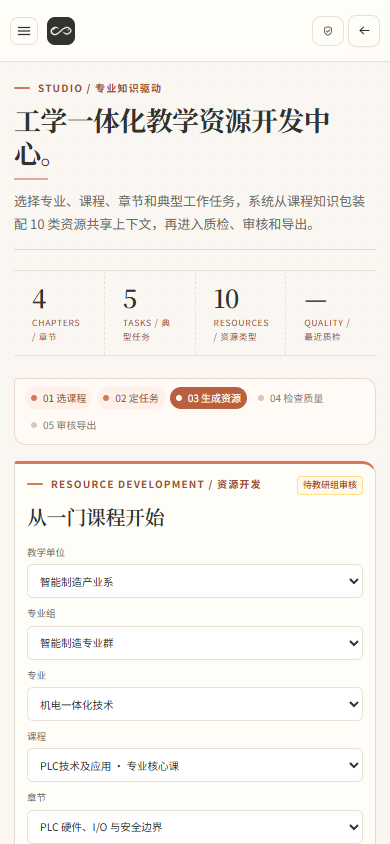 STUDIO / 专业知识驱动
工学一体化教学资源开发中
心。
选择专业、课程、章节和典型工作任务，系统从课程知识包装
配 10 类资源共享上下文，再进入质检、审核和导出。
4
CHAPTERS
/ 章节
5
TASKS / 典
型任务
10
RESOURCES
/ 资源类型
—
QUALITY /
最近质检
01 选课程
02 定任务
03 生成资源
04 检查质量
05 审核导出
RESOURCE DEVELOPMENT / 资源开发
待教研组审核
从一门课程开始
教学单位
智能制造产业系
专业组
智能制造专业群
专业
机电一体化技术
课程
PLC技术及应用 · 专业核心课
章节
PLC 硬件、I/O 与安全边界